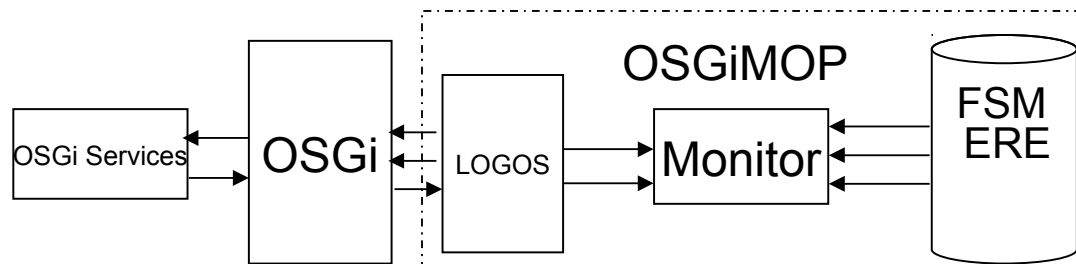 OSGiMOP
OSGi Services
OSGi
LOGOS
Monitor
FSM
ERE